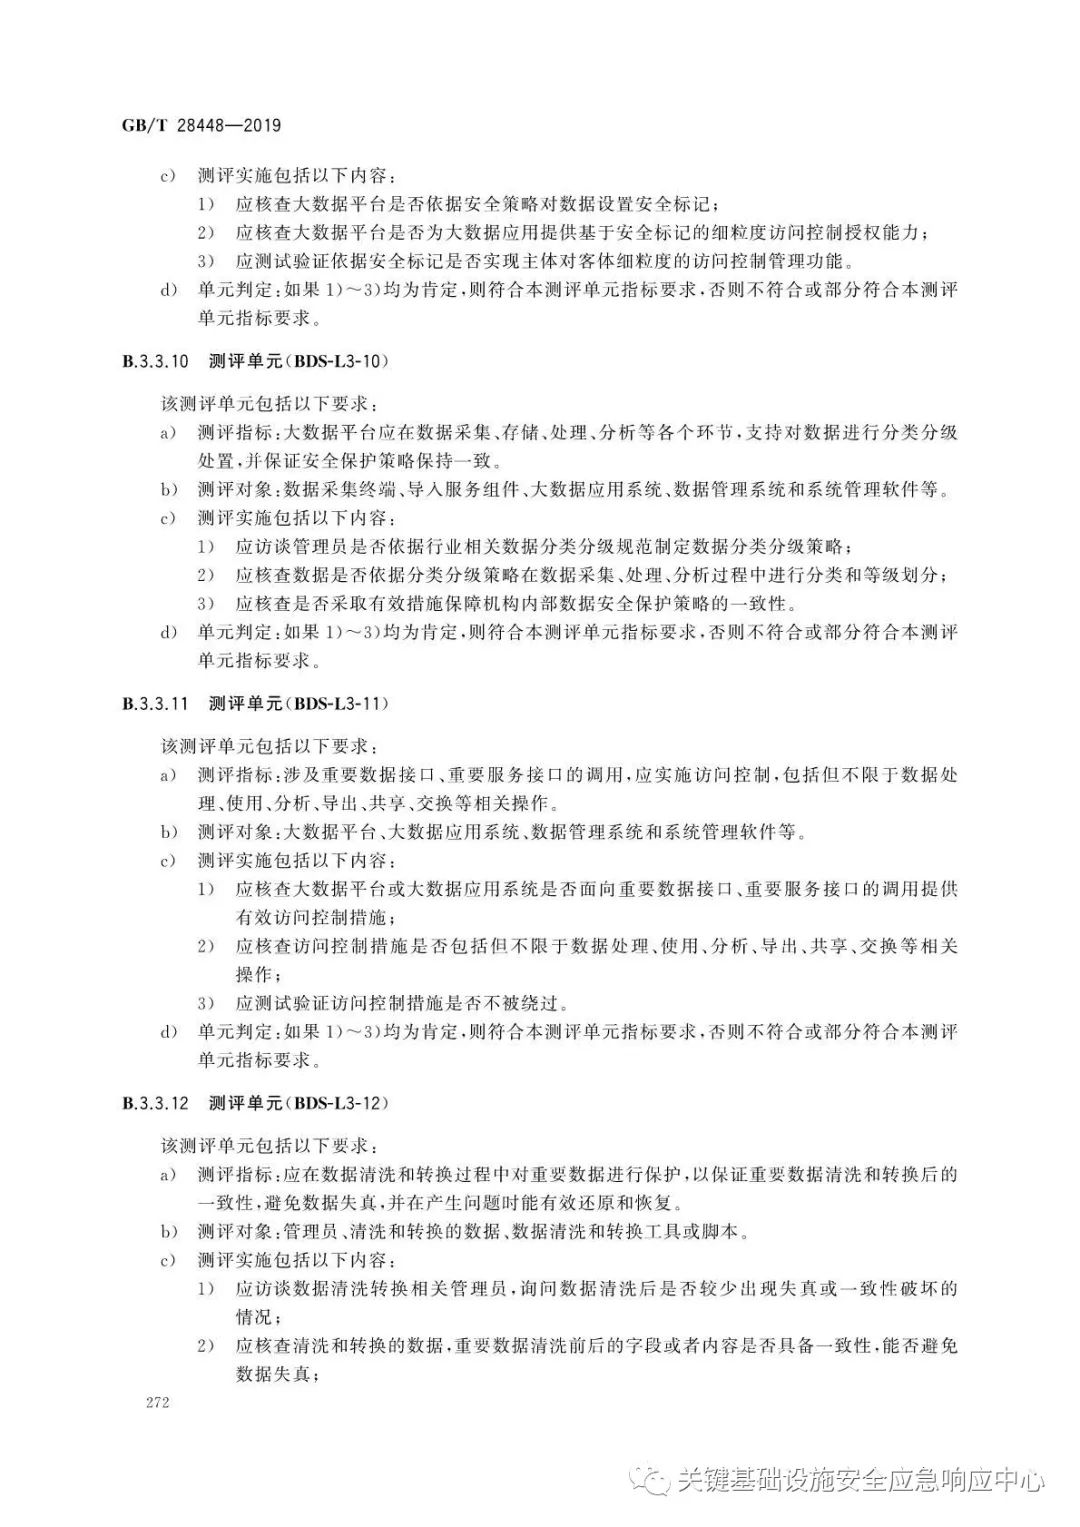 GB/T 28448—2019
c) 测评实施包括以下内容：
1) 应核查大数据平台是否依据安全策略对数据设置安全标记；
2) 应核查大数据平台是否为大数据应用提供基于安全标记的细粒度访问控制授权能力；
3) 应测试验证依据安全标记是否实现主体对客体细粒度的访问控制管理功能。
d) 单元判定：如果 1)～3)均为肯定，则符合本测评单元指标要求，否则不符合或部分符合本测评
单元指标要求。
B.3.3.10 测评单元(BDS-L3-10)
该测评单元包括以下要求：
a) 测评指标：大数据平台应在数据采集、存储、处理、分析等各个环节，支持对数据进行分类分级
处置，并保证安全保护策略保持一致。
b) 测评对象：数据采集终端、导入服务组件、大数据应用系统、数据管理系统和系统管理软件等。
c) 测评实施包括以下内容：
1) 应访谈管理员是否依据行业相关数据分类分级规范制定数据分类分级策略；
2) 应核查数据是否依据分类分级策略在数据采集、处理、分析过程中进行分类和等级划分；
3) 应核查是否采取有效措施保障机构内部数据安全保护策略的一致性。
d) 单元判定：如果 1)～3)均为肯定，则符合本测评单元指标要求，否则不符合或部分符合本测评
单元指标要求。
B.3.3.11 测评单元(BDS-L3-11)
该测评单元包括以下要求：
a) 测评指标：涉及重要数据接口、重要服务接口的调用，应实施访问控制，包括但不限于数据处
理、使用、分析、导出、共享、交换等相关操作。
b) 测评对象：大数据平台、大数据应用系统、数据管理系统和系统管理软件等。
c) 测评实施包括以下内容：
1) 应核查大数据平台或大数据应用系统是否面向重要数据接口、重要服务接口的调用提供
有效访问控制措施；
2) 应核查访问控制措施是否包括但不限于数据处理、使用、分析、导出、共享、交换等相关
操作；
3) 应测试验证访问控制措施是否不被绕过。
d) 单元判定：如果 1)～3)均为肯定，则符合本测评单元指标要求，否则不符合或部分符合本测评
单元指标要求。
B.3.3.12 测评单元(BDS-L3-12)
该测评单元包括以下要求：
a) 测评指标：应在数据清洗和转换过程中对重要数据进行保护，以保证重要数据清洗和转换后的
一致性，避免数据失真，并在产生问题时能有效还原和恢复。
b) 测评对象：管理员、清洗和转换的数据、数据清洗和转换工具或脚本。
c) 测评实施包括以下内容：
1) 应访谈数据清洗转换相关管理员，询问数据清洗后是否较少出现失真或一致性破坏的
情况；
2) 应核查清洗和转换的数据，重要数据清洗前后的字段或者内容是否具备一致性，能否避免
数据失真；
272
关键基础设施安全应急响应中心